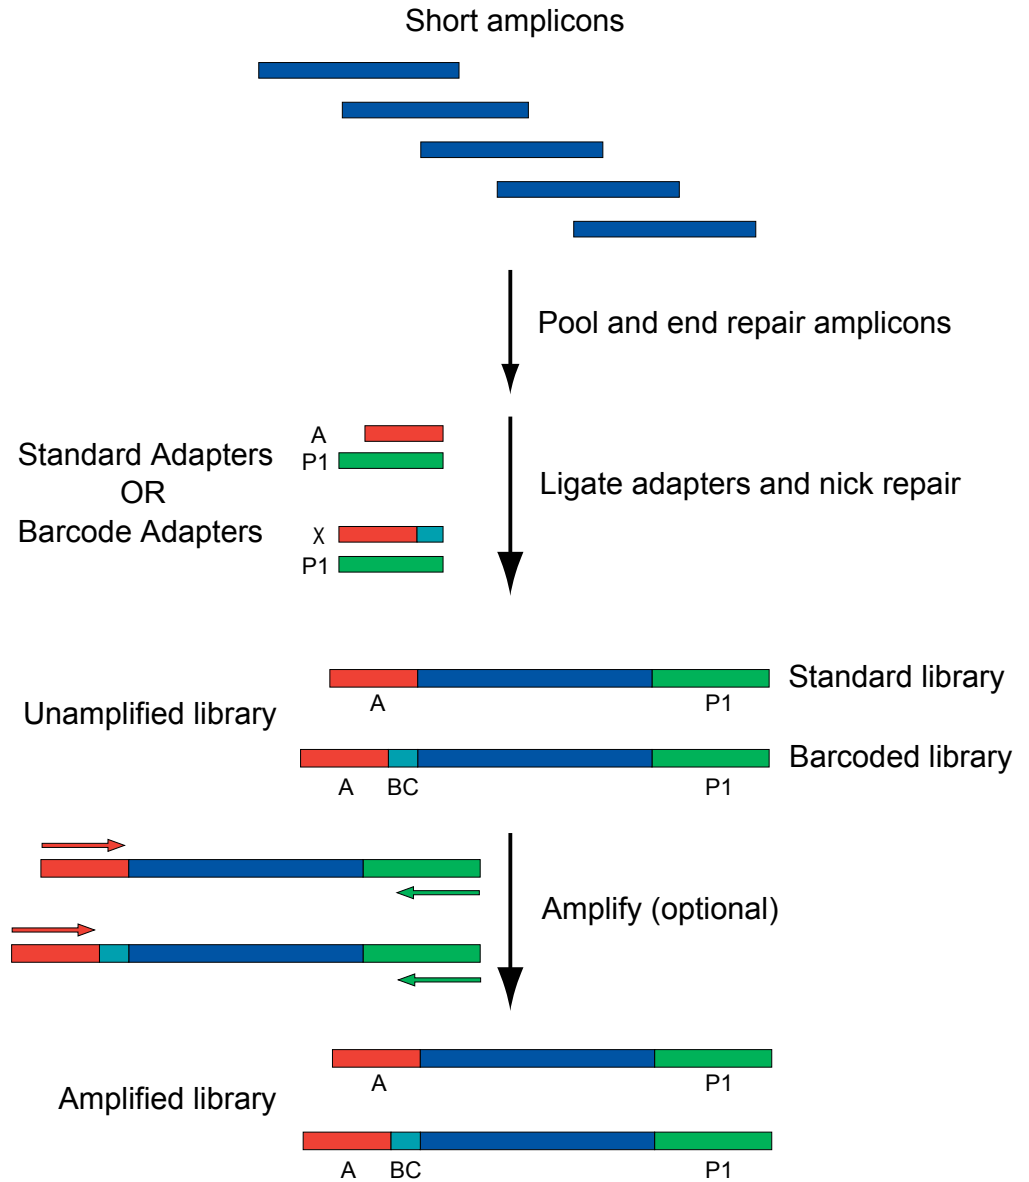 Short amplicons
Pool and end repair amplicons
A
Standard Adapters
P1
OR
Ligate adapters and nick repair
Barcode Adapters
X
P1
Standard library
A
P1
Unamplified library
Barcoded library
A BC P1
Amplify (optional)
A P1
Amplified library
A BC P1